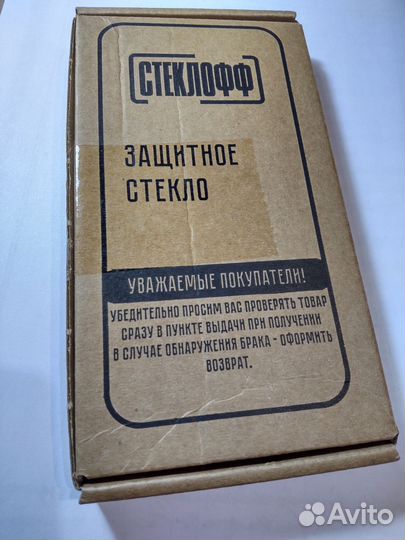 СТЕКЛОФФ
ЗАЩИТНОЕ
СТЕКЛО
УВАЖАЕМЫЕ ПОКУПАТЕЛИ!
УБЕДИТЕЛЬНО ПРОСИМ ВАС ПРОВЕРЯТЬ ТОВАР
СРАЗУ В ПУНКТЕ ВЫДАЧИ ПРИ ПОЛУЧЕНИИ
В СЛУЧАЕ ОБНАРУЖЕНИЯ БРАКА - ОФОРМИТЬ
ВОЗВРАТ.
Avito